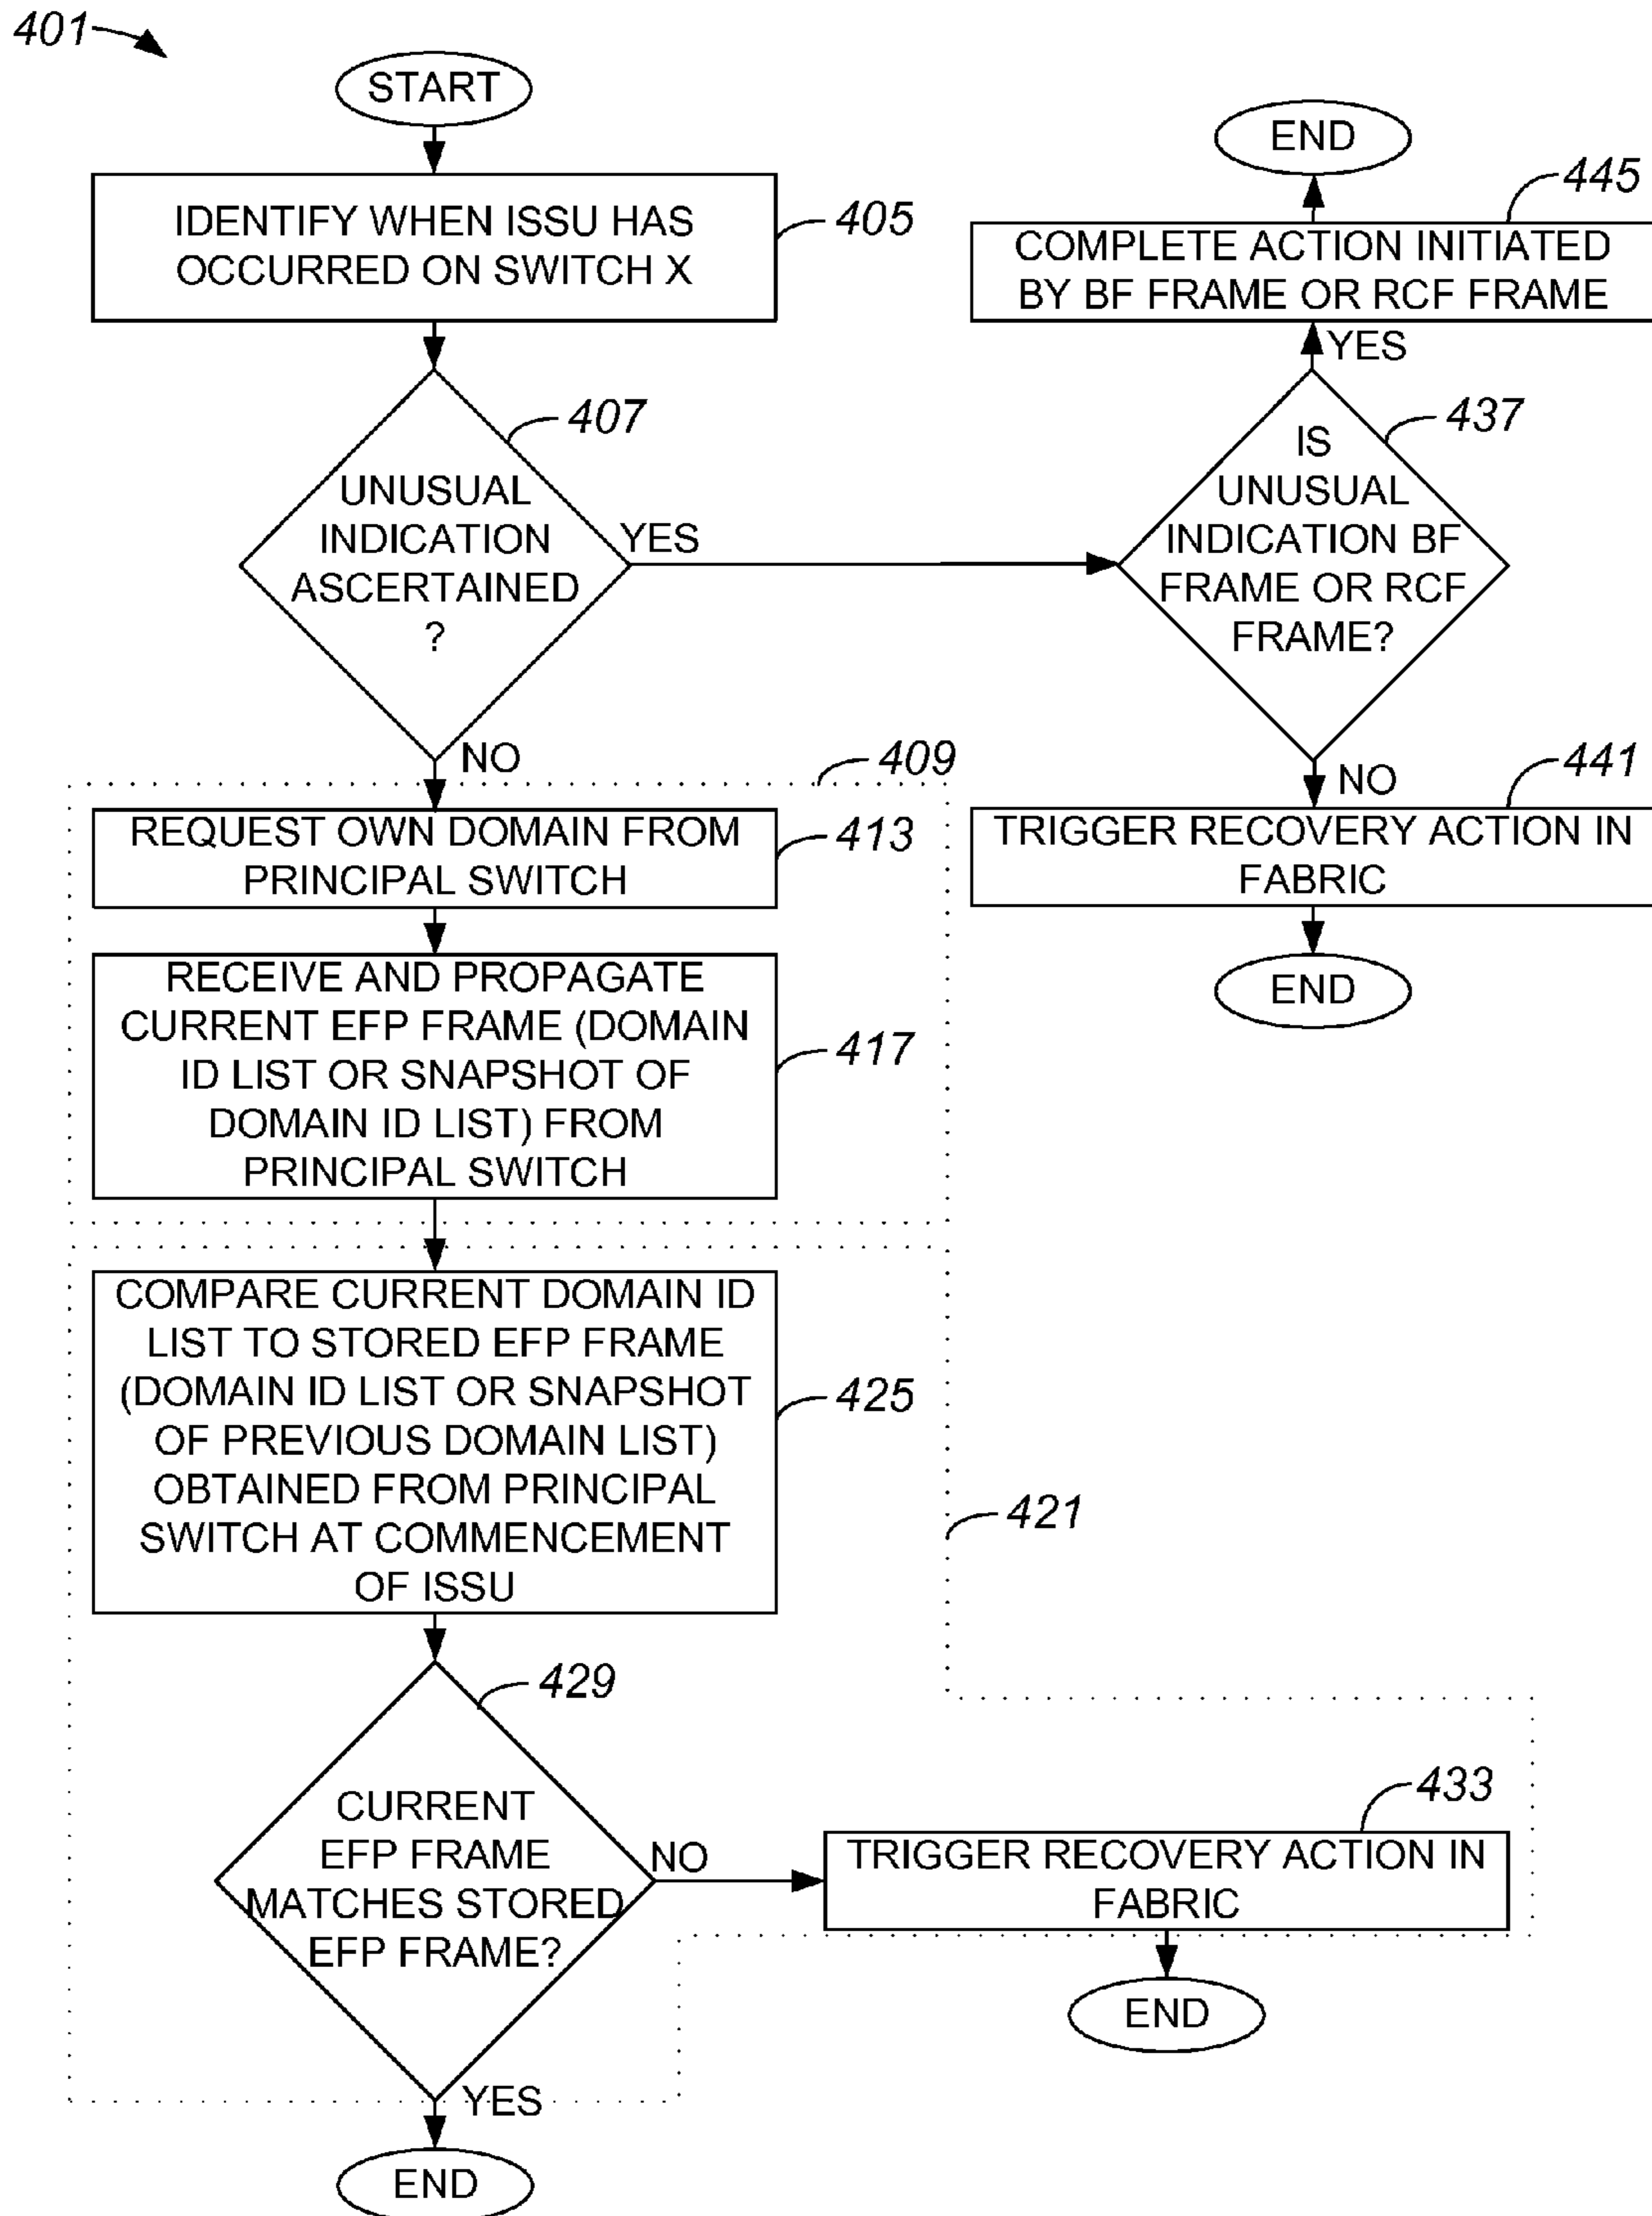 401
START
IDENTIFY WHEN ISSU HAS
OCCURRED ON SWITCH X
405
UNUSUAL
INDICATION
ASCERTAINED
?
407
YES
NO
409
REQUEST OWN DOMAIN FROM
PRINCIPAL SWITCH
413
RECEIVE AND PROPAGATE
CURRENT EFP FRAME (DOMAIN
ID LIST OR SNAPSHOT OF
DOMAIN ID LIST) FROM
PRINCIPAL SWITCH
417
COMPARE CURRENT DOMAIN ID
LIST TO STORED EFP FRAME
(DOMAIN ID LIST OR SNAPSHOT
OF PREVIOUS DOMAIN LIST)
OBTAINED FROM PRINCIPAL
SWITCH AT COMMENCEMENT
OF ISSU
425
421
429
CURRENT
EFP FRAME
MATCHES STORED
EFP FRAME?
NO
YES
END
433
TRIGGER RECOVERY ACTION IN
FABRIC
END
END
445
COMPLETE ACTION INITIATED
BY BF FRAME OR RCF FRAME
YES
437
IS
UNUSUAL
INDICATION BF
FRAME OR RCF
FRAME?
NO
441
TRIGGER RECOVERY ACTION IN
FABRIC
END